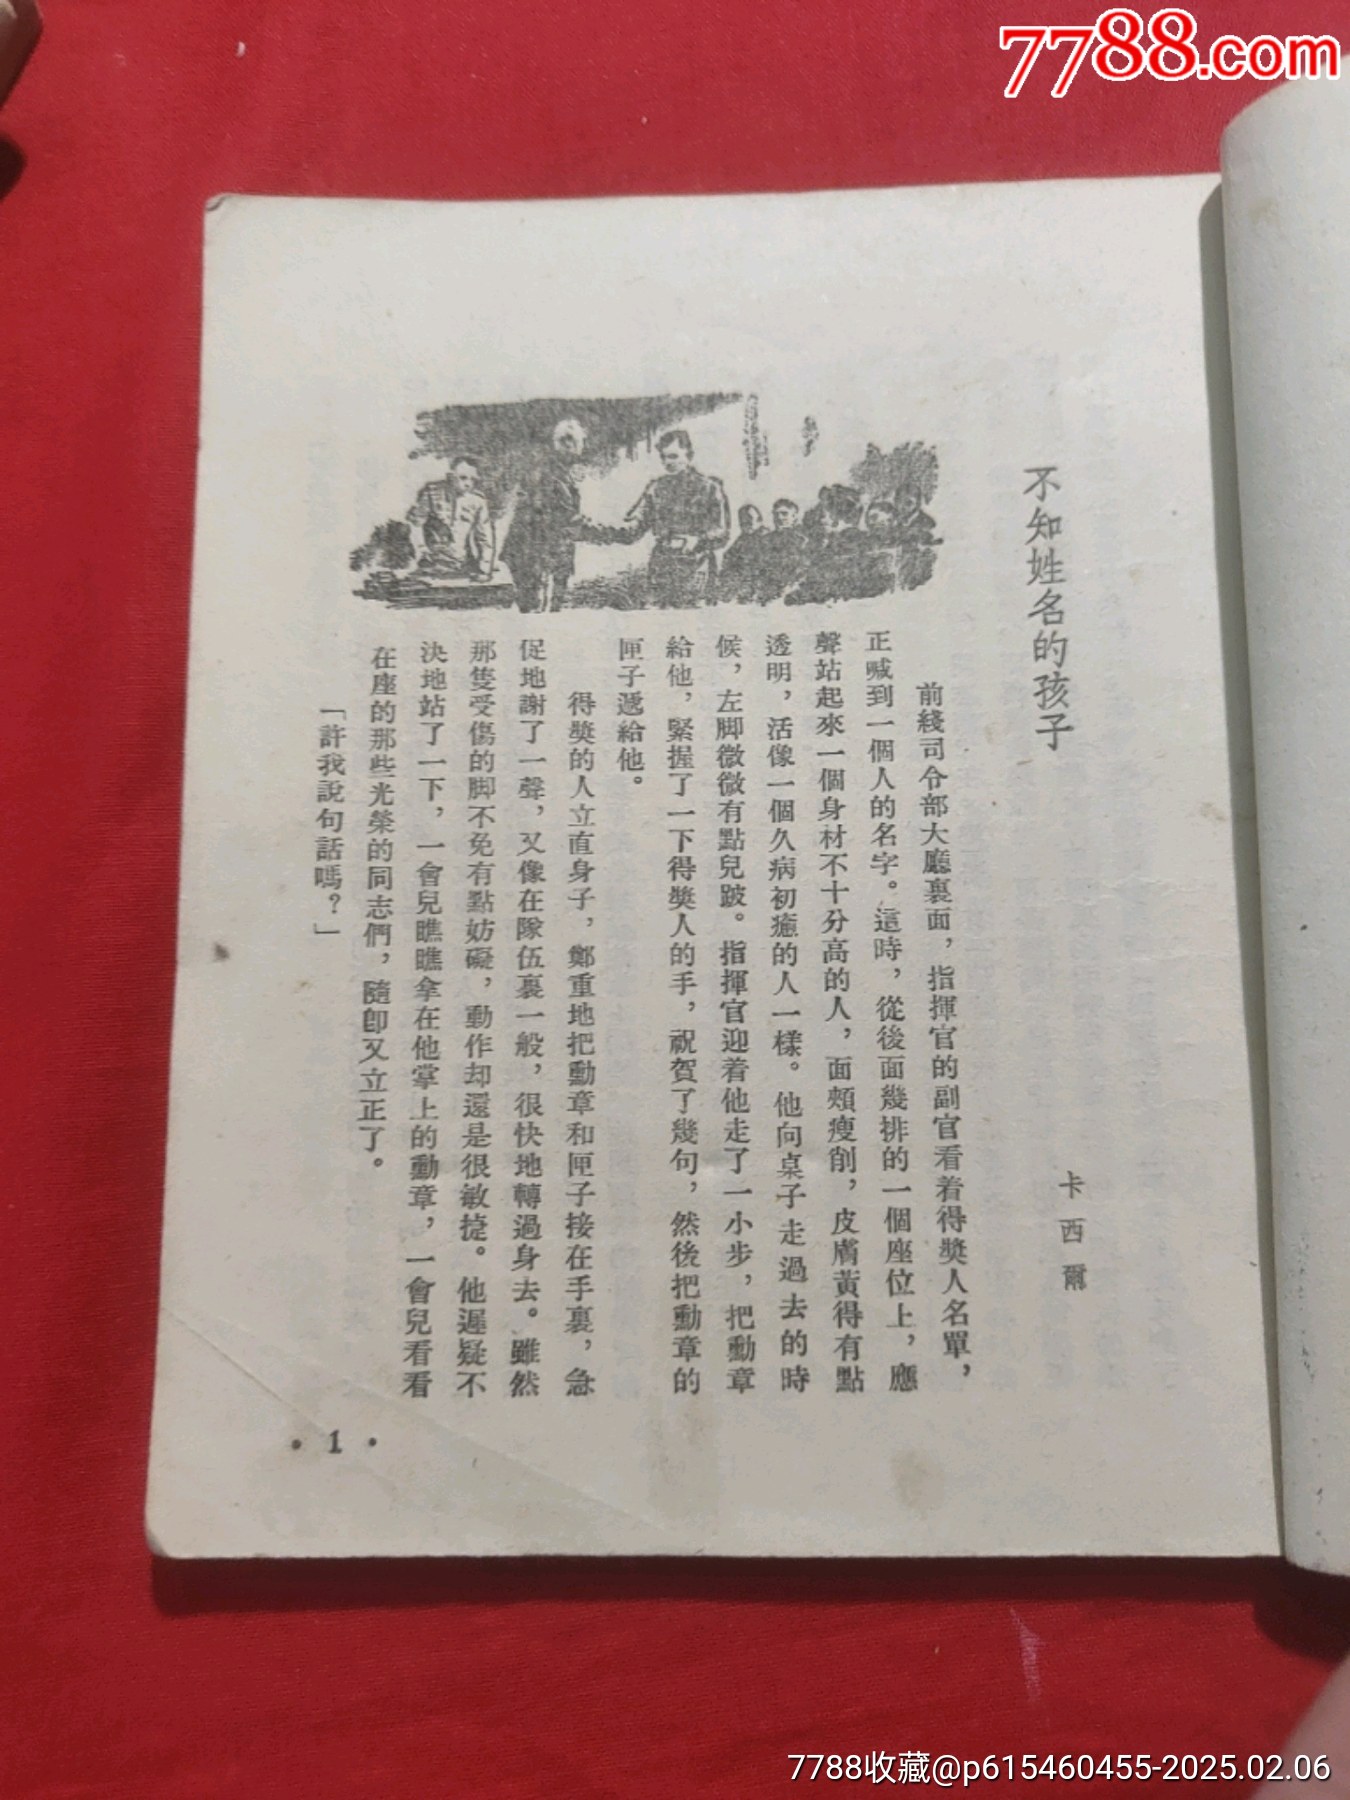 7788.com
不知姓名的孩子
卡西爾
前綫司令部大廳裏面，指揮官的副官看着得獎人名單，
正喊到一個人的名字。這時，從後面幾排的一個座位上，應
聲站起來一個身材不十分高的人，面頰瘦削，皮膚黃得有點
透明，活像一個久病初癒的人一樣。他向桌子走過去的時
候，左脚微微有點兒跛。指揮官迎着他走了一小步，把勳章
給他，緊握了一下得獎人的手，祝賀了幾句，然後把勳章的
匣子遞給他。
得獎的人立直身子，鄭重地把勳章和匣子接在手裏，急
促地謝了一聲，又像在隊伍裏一般，很快地轉過身去。雖然
那隻受傷的脚不免有點妨礙，動作却還是很敏捷。他遲疑不
決地站了一下，一會兒瞧瞧拿在他掌上的勳章，一會兒看看
在座的那些光榮的同志們，隨卽又立正了。
「許我說句話嗎？」
• 1 •
7788收藏@p615460455-2025.02.06